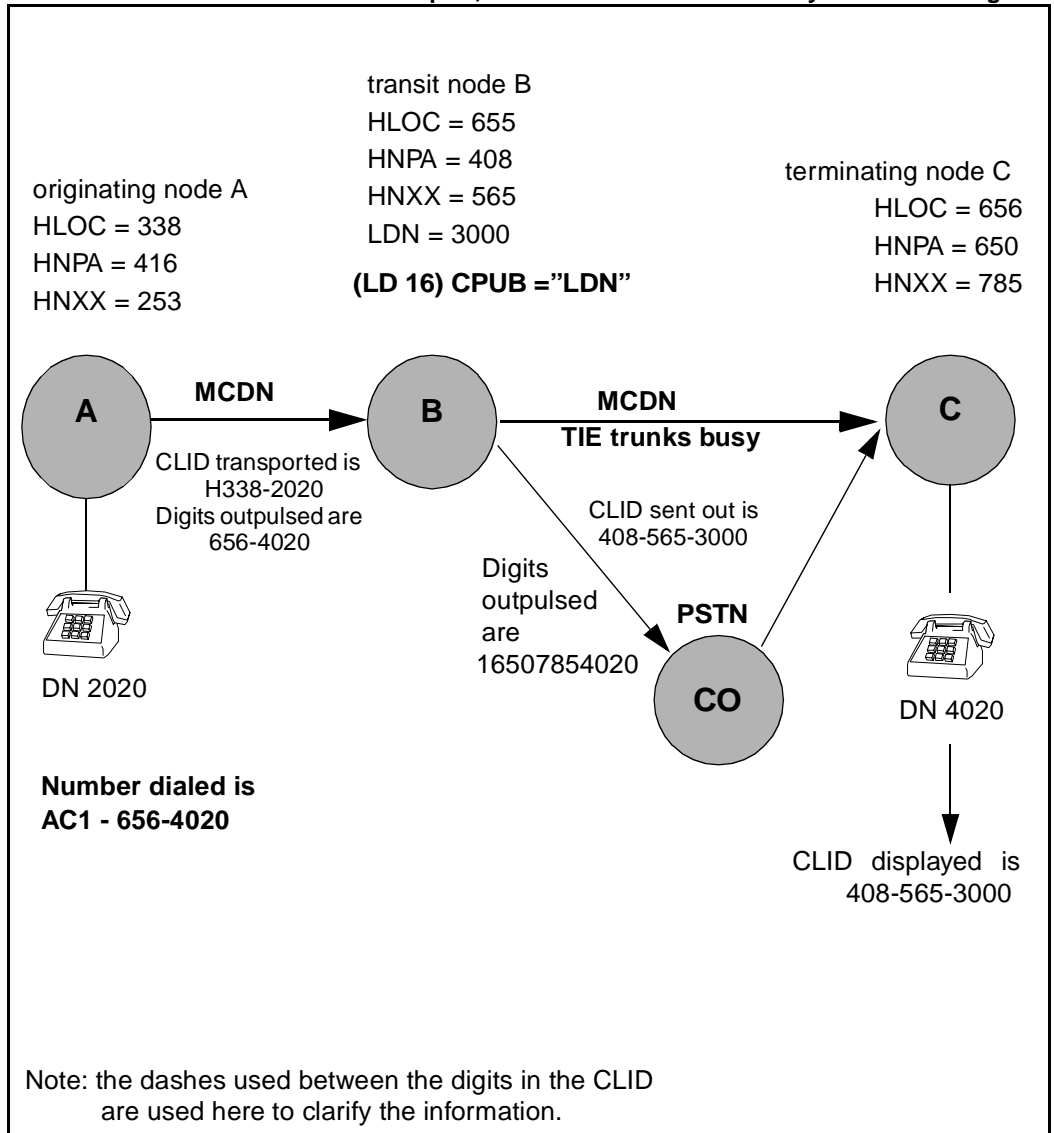 transit node B
HLOC = 655
HNPA = 408
HNXX = 565
LDN = 3000
(LD 16) CPUB =”LDN”
originating node A
HLOC = 338
HNPA = 416
HNXX = 253
terminating node C
HLOC = 656
HNPA = 650
HNXX = 785
A
MCDN
B
MCDN
TIE trunks busy
C
CLID transported is
H338-2020
Digits outpulsed are
656-4020
CLID sent out is
408-565-3000
Digits
outpulsed
are
16507854020
PSTN
CO
DN 2020
DN 4020
Number dialed is
AC1 - 656-4020
CLID displayed is
408-565-3000
Note: the dashes used between the digits in the CLID
are used here to clarify the information.